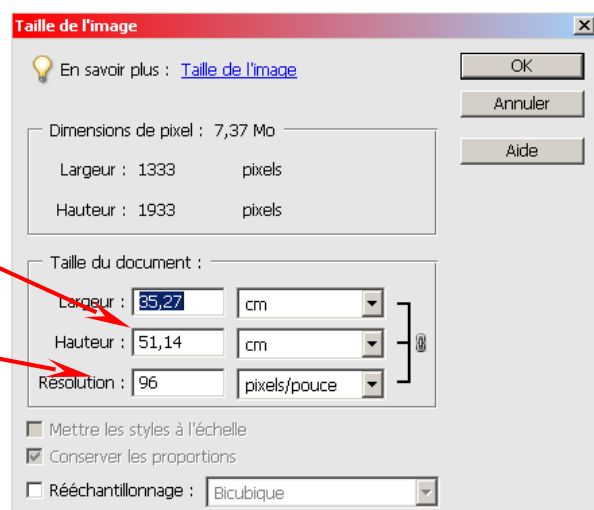 Taille de l'image
En savoir plus : Taille de l'image
OK
Annuler
Aide
Dimensions de pixel : 7,37 Mo
Largeur : 1333 pixels
Hauteur : 1933 pixels
Taille du document :
Largeur : 35,27 cm
Hauteur : 51,14 cm
Résolution : 96 pixels/pouce
Mettre les styles à l'échelle
Conserver les proportions
Rééchantillonnage : Bicubique